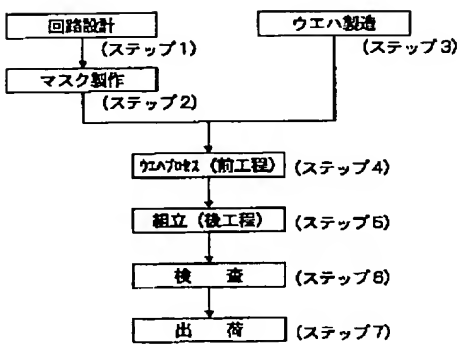 回路設計
ウエハ製造
(ステップ1)
(ステップ3)
マスク製作
(ステップ2)
ウエハプロセス (前工程)
(ステップ4)
組立 (後工程)
(ステップ5)
検 査
(ステップ6)
出 荷
(ステップ7)